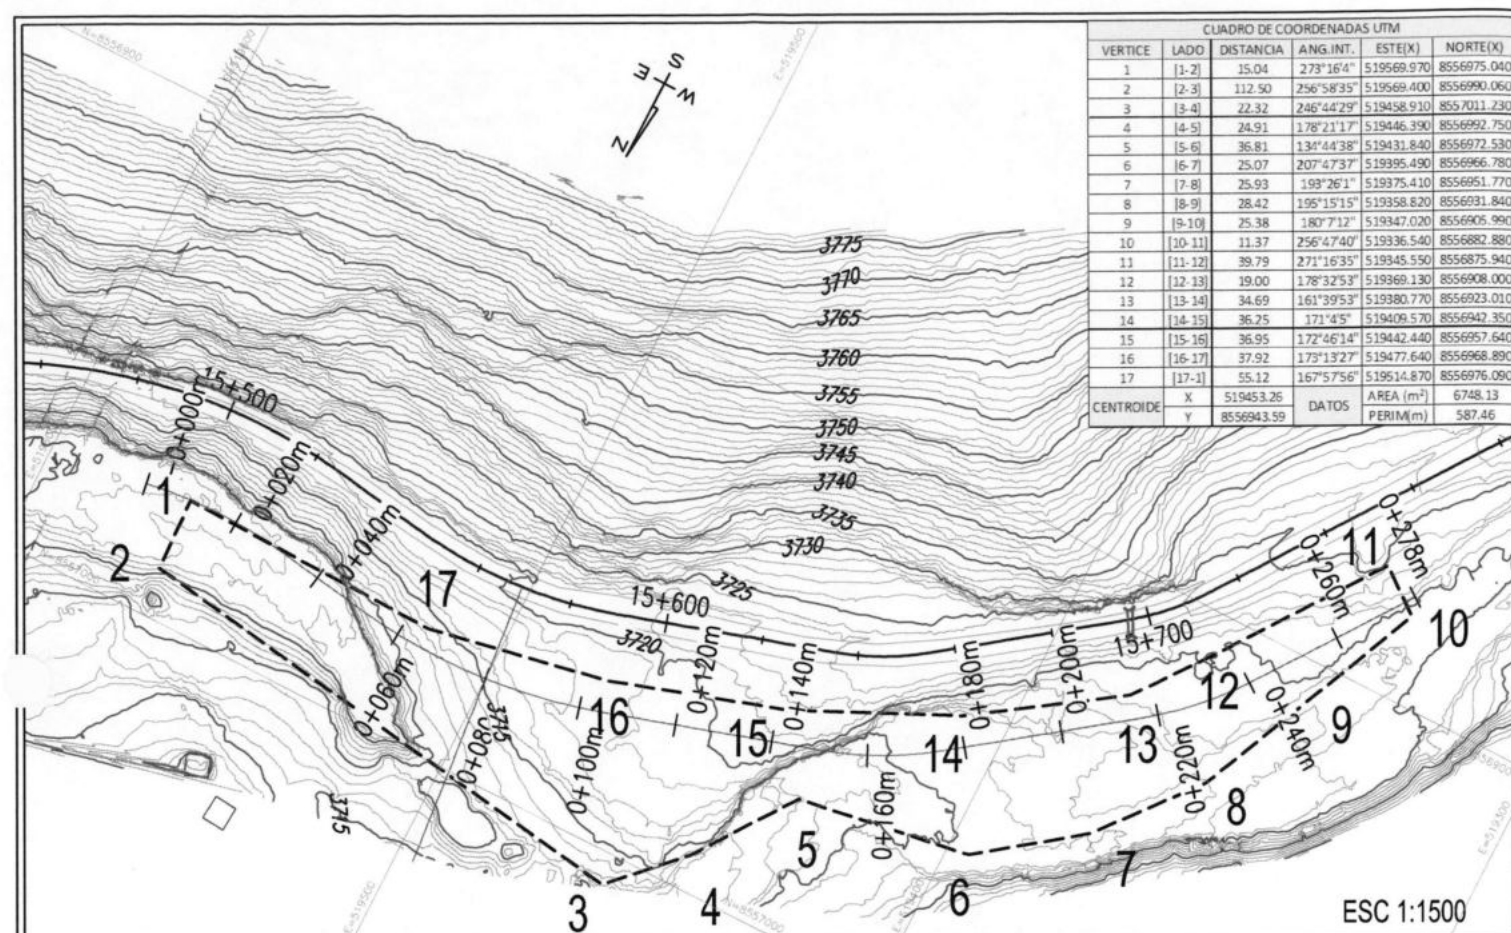 CUADRO DE COORDENADAS UTM
VERTICE LADO DISTANCIA ANG.INT. ESTE(X) NORTE(X)
1 [1-2] 15.04 273°16'4" 519569.970 8556975.040
2 [2-3] 112.50 256°58'35" 519569.400 8556990.060
3 [3-4] 22.32 246°44'29" 519458.910 8557011.230
4 [4-5] 24.91 178°21'17" 519446.390 8556992.750
5 [5-6] 36.81 134°44'38" 519431.840 8556972.530
6 [6-7] 25.07 207°47'37" 519395.490 8556966.780
7 [7-8] 25.93 193°26'1" 519375.410 8556951.770
8 [8-9] 28.42 195°15'15" 519358.820 8556931.840
9 [9-10] 25.38 180°7'12" 519347.020 8556905.990
10 [10-11] 11.37 256°47'40" 519336.540 8556882.880
11 [11-12] 39.79 271°16'35" 519345.550 8556875.940
12 [12-13] 19.00 178°32'53" 519369.130 8556908.000
13 [13-14] 34.69 161°39'53" 519380.770 8556923.010
14 [14-15] 36.25 171°4'5" 519409.570 8556942.350
15 [15-16] 36.95 172°46'14" 519442.440 8556957.640
16 [16-17] 37.92 173°13'27" 519477.640 8556968.890
17 [17-1] 55.12 167°57'56" 519514.870 8556976.090
CENTROIDE X 519453.26 DATOS AREA (m²) 6748.13
Y 8556943.59 PERIM(m) 587.46
N=8556900
E=519500
S
E
W
N
3775
3770
3765
3760
3755
3750
3745
3740
3735
3730
3725
3720
3715
3715
15+500
15+600
15+700
0+000m
0+020m
0+040m
0+060m
0+080
0+100m
0+120m
0+140m
0+160m
0+180m
0+200m
0+220m
0+240m
0+260m
0+278m
1
2
17
16
15
14
13
12
11
10
9
8
7
6
5
4
3
N=8557000
E=519500
N=8557000
E=519400
ESC 1:1500